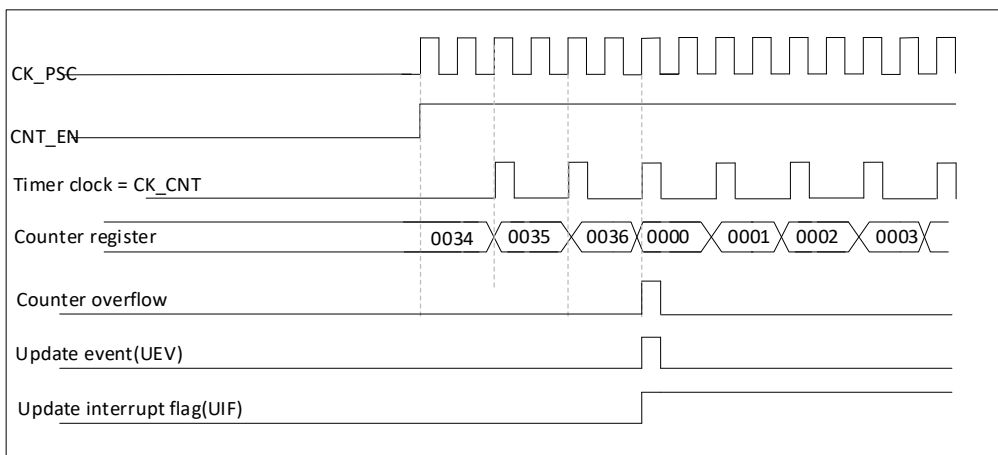 CK_PSC
CNT_EN
Timer clock = CK_CNT
Counter register 0034 0035 0036 0000 0001 0002 0003
Counter overflow
Update event(UEV)
Update interrupt flag(UIF)